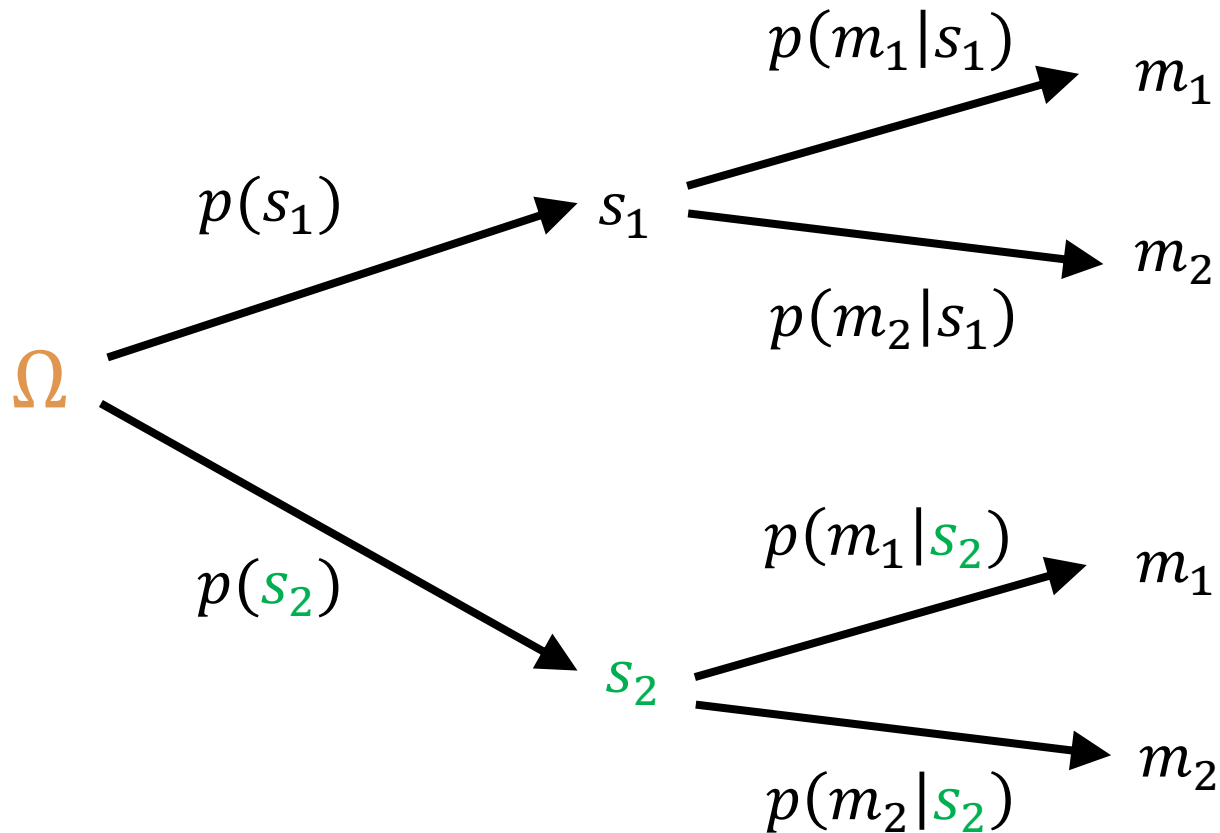 p(m₁|s₁)
m₁
p(s₁)
s₁
m₂
p(m₂|s₁)
Ω
p(m₁|s₂)
m₁
p(s₂)
s₂
m₂
p(m₂|s₂)